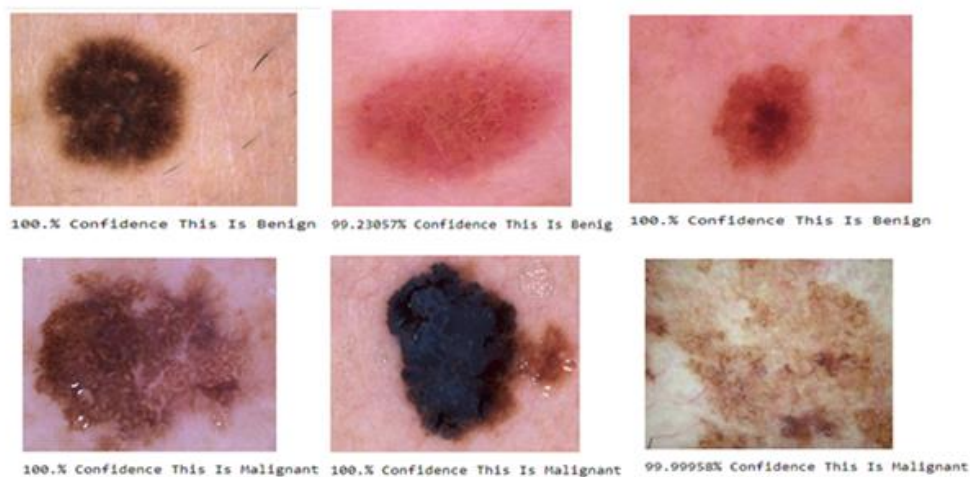 100.% Confidence This Is Benign
99.23057% Confidence This Is Benig
100.% Confidence This Is Benign
100.% Confidence This Is Malignant
100.% Confidence This Is Malignant
99.99958% Confidence This Is Malignant